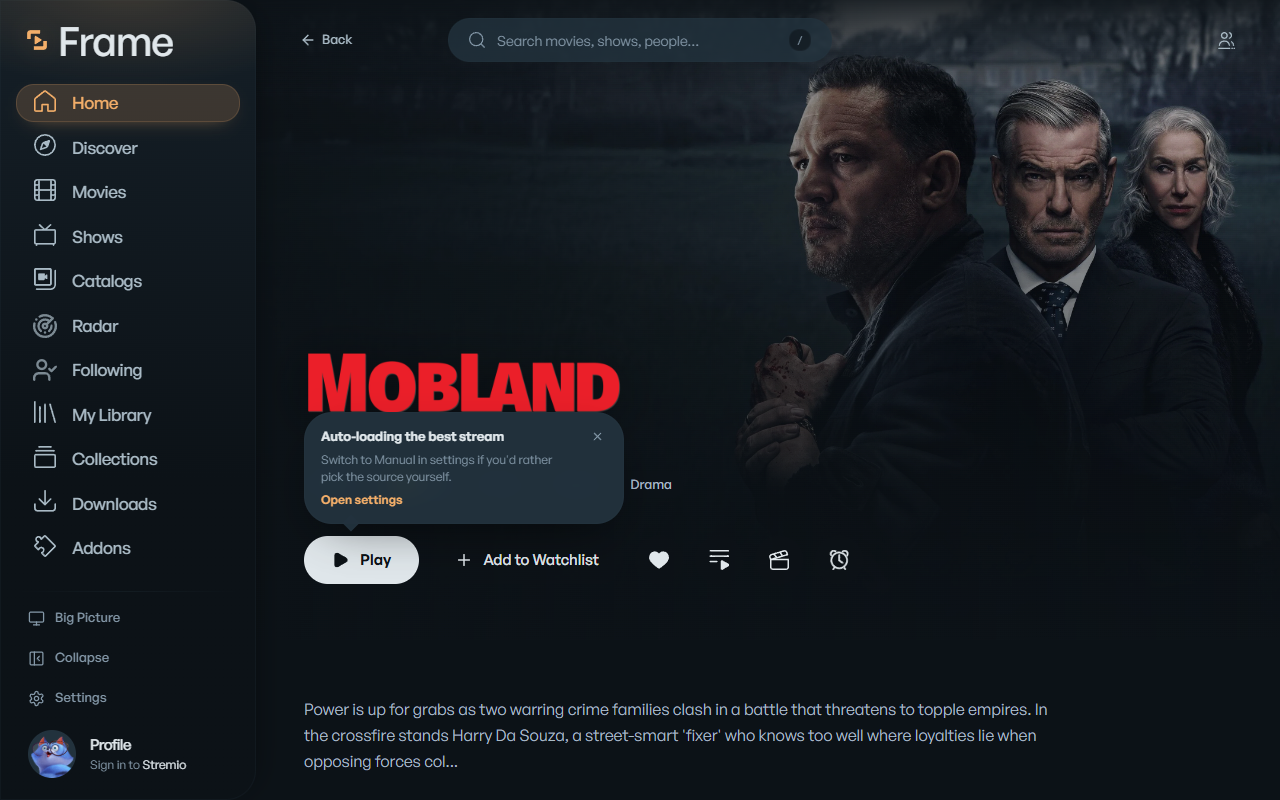 Frame
Home
Discover
Movies
Shows
Catalogs
Radar
Following
My Library
Collections
Downloads
Addons
Big Picture
Collapse
Settings
Profile
Sign in to Stremio
Back
Search movies, shows, people...
/
MOBLAND
Auto-loading the best stream
Switch to Manual in settings if you'd rather
pick the source yourself.
Open settings
Drama
Play
Add to Watchlist
Power is up for grabs as two warring crime families clash in a battle that threatens to topple empires. In
the crossfire stands Harry Da Souza, a street-smart 'fixer' who knows too well where loyalties lie when
opposing forces col...